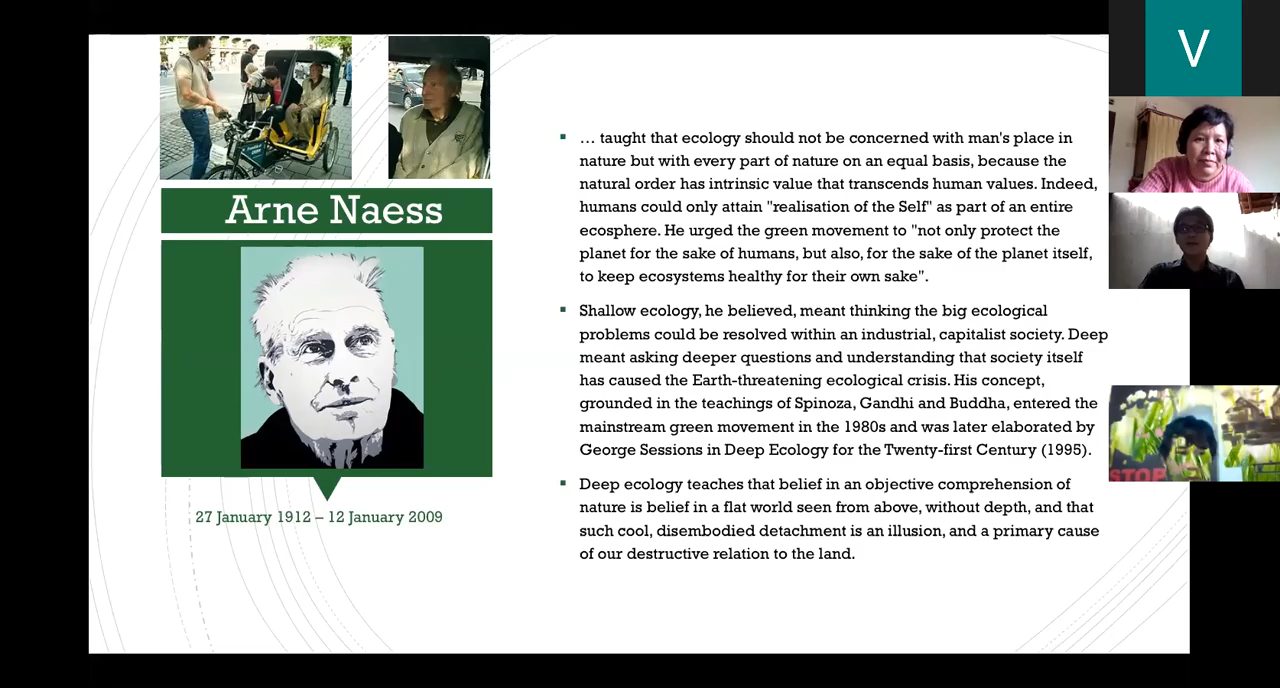 Arne Naess
27 January 1912 – 12 January 2009
▪ … taught that ecology should not be concerned with man's place in
nature but with every part of nature on an equal basis, because the
natural order has intrinsic value that transcends human values. Indeed,
humans could only attain "realisation of the Self" as part of an entire
ecosphere. He urged the green movement to "not only protect the
planet for the sake of humans, but also, for the sake of the planet itself,
to keep ecosystems healthy for their own sake".
▪ Shallow ecology, he believed, meant thinking the big ecological
problems could be resolved within an industrial, capitalist society. Deep
meant asking deeper questions and understanding that society itself
has caused the Earth-threatening ecological crisis. His concept,
grounded in the teachings of Spinoza, Gandhi and Buddha, entered the
mainstream green movement in the 1980s and was later elaborated by
George Sessions in Deep Ecology for the Twenty-first Century (1995).
▪ Deep ecology teaches that belief in an objective comprehension of
nature is belief in a flat world seen from above, without depth, and that
such cool, disembodied detachment is an illusion, and a primary cause
of our destructive relation to the land.
V
STOP